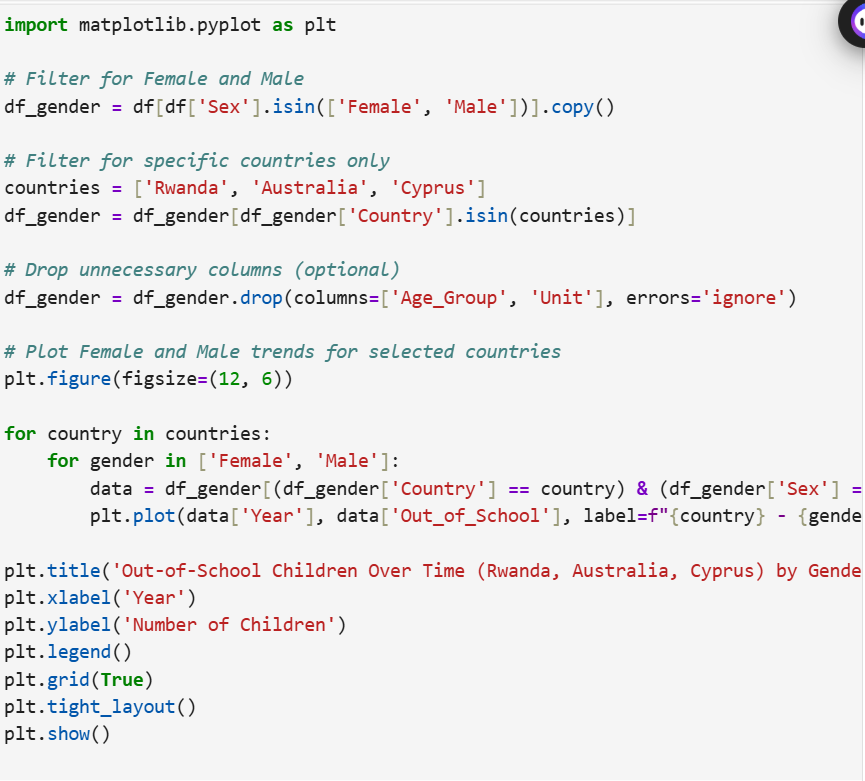 import matplotlib.pyplot as plt
# Filter for Female and Male
df_gender = df[df['Sex'].isin(['Female', 'Male'])].copy()
# Filter for specific countries only
countries = ['Rwanda', 'Australia', 'Cyprus']
df_gender = df_gender[df_gender['Country'].isin(countries)]
# Drop unnecessary columns (optional)
df_gender = df_gender.drop(columns=['Age_Group', 'Unit'], errors='ignore')
# Plot Female and Male trends for selected countries
plt.figure(figsize=(12, 6))
for country in countries:
    for gender in ['Female', 'Male']:
        data = df_gender[(df_gender['Country'] == country) & (df_gender['Sex'] =
        plt.plot(data['Year'], data['Out_of_School'], label=f"{country} - {gende
plt.title('Out-of-School Children Over Time (Rwanda, Australia, Cyprus) by Gende
plt.xlabel('Year')
plt.ylabel('Number of Children')
plt.legend()
plt.grid(True)
plt.tight_layout()
plt.show()